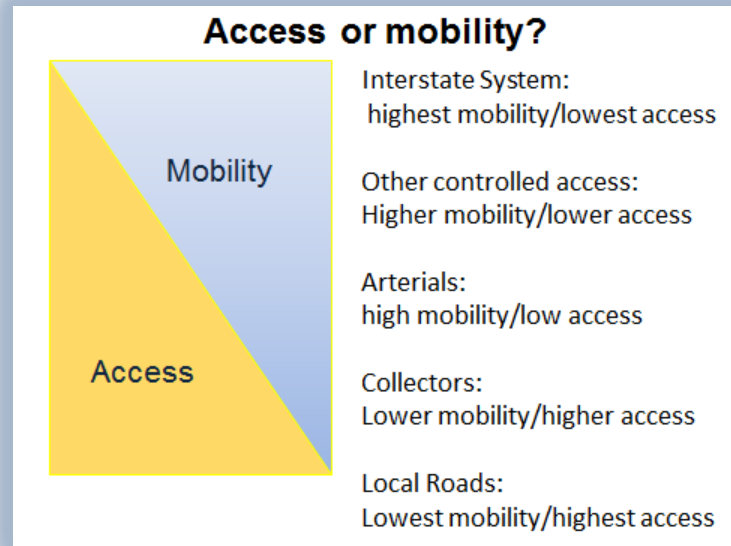 Access or mobility?
Mobility
Access
Interstate System:
highest mobility/lowest access
Other controlled access:
Higher mobility/lower access
Arterials:
high mobility/low access
Collectors:
Lower mobility/higher access
Local Roads:
Lowest mobility/highest access